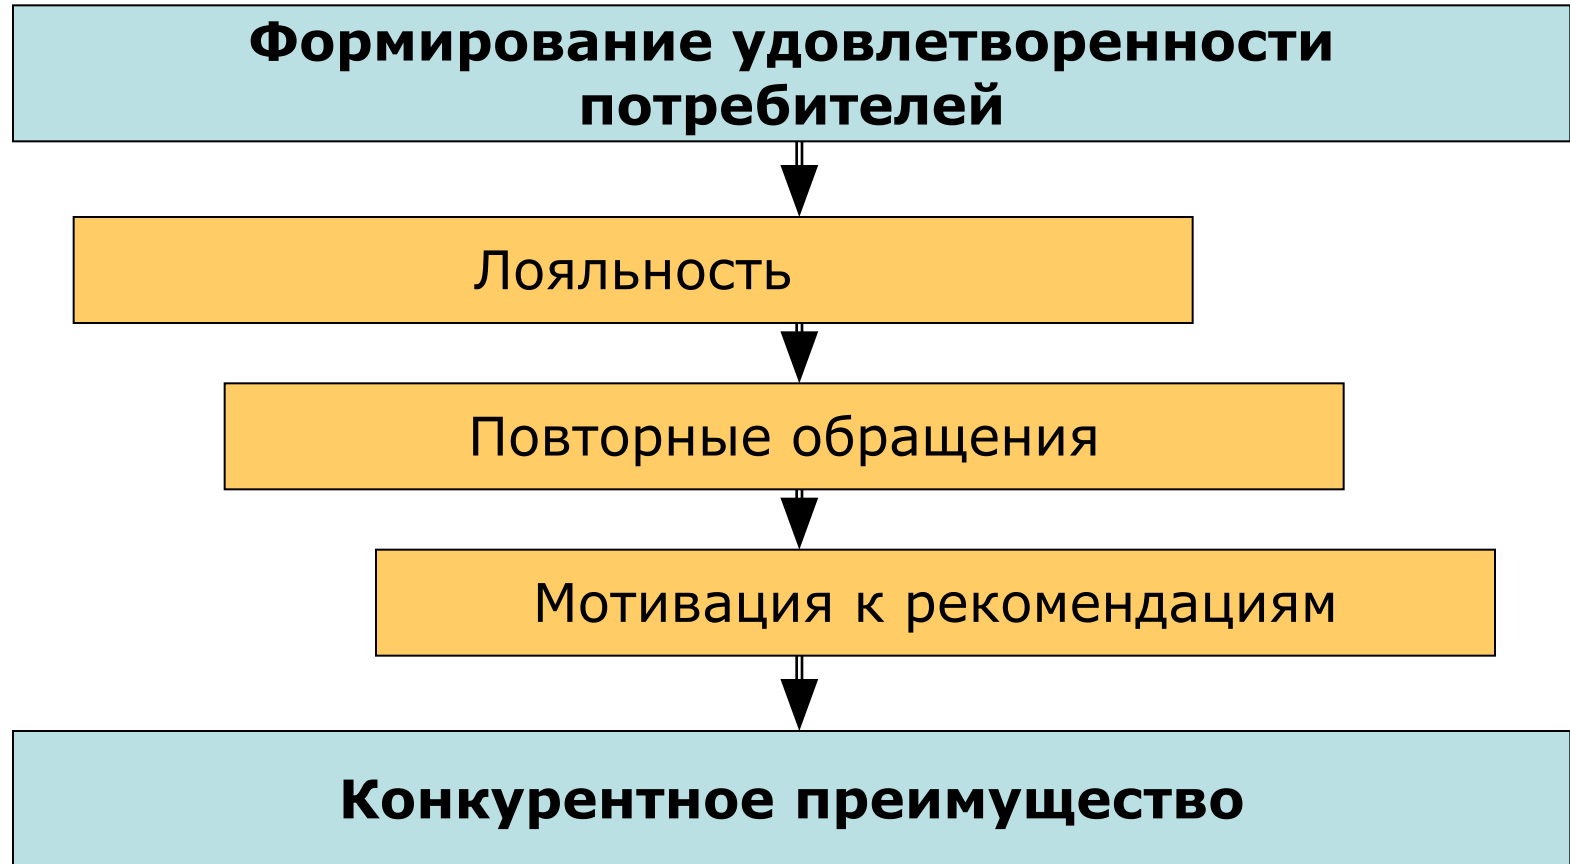 Формирование удовлетворенности
потребителей
Лояльность
Повторные обращения
Мотивация к рекомендациям
Конкурентное преимущество